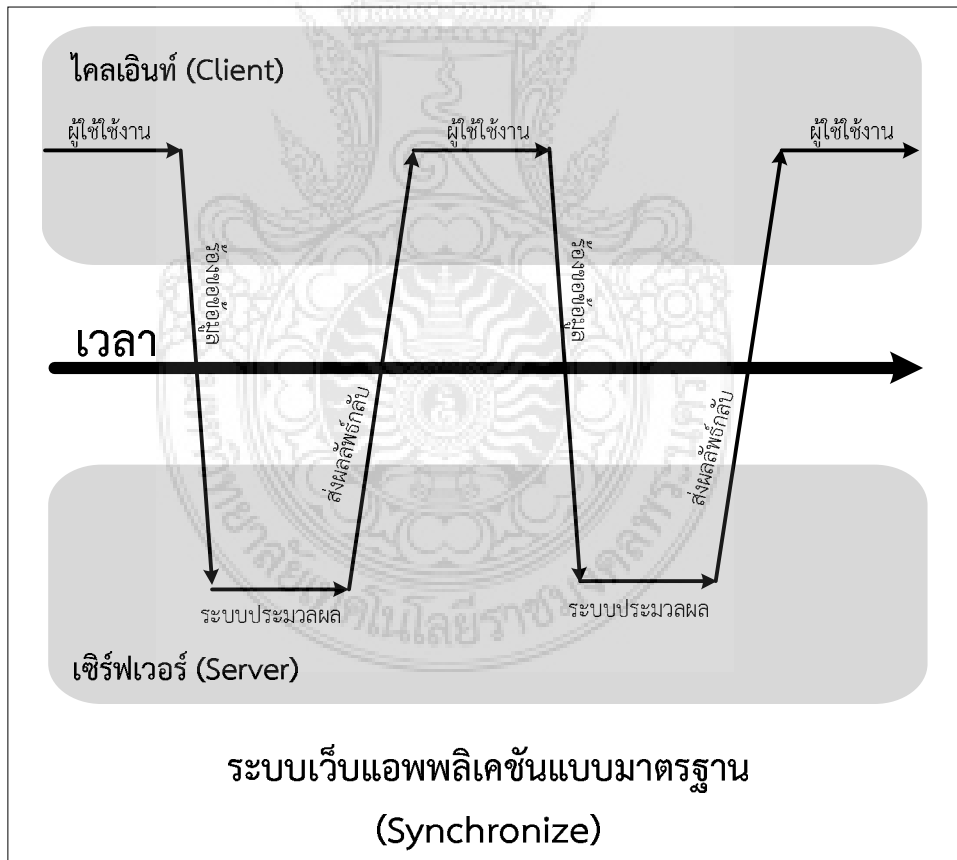 ไคลเอินท์ (Client)
ผู้ใช้ใช้งาน
ผู้ใช้ใช้งาน
ผู้ใช้ใช้งาน
ร้องขอข้อมูล
ร้องขอข้อมูล
เวลา
ส่งผลลัพธ์กลับ
ส่งผลลัพธ์กลับ
ระบบประมวลผล
ระบบประมวลผล
เซิร์ฟเวอร์ (Server)
ระบบเว็บแอพพลิเคชันแบบมาตรฐาน
(Synchronize)